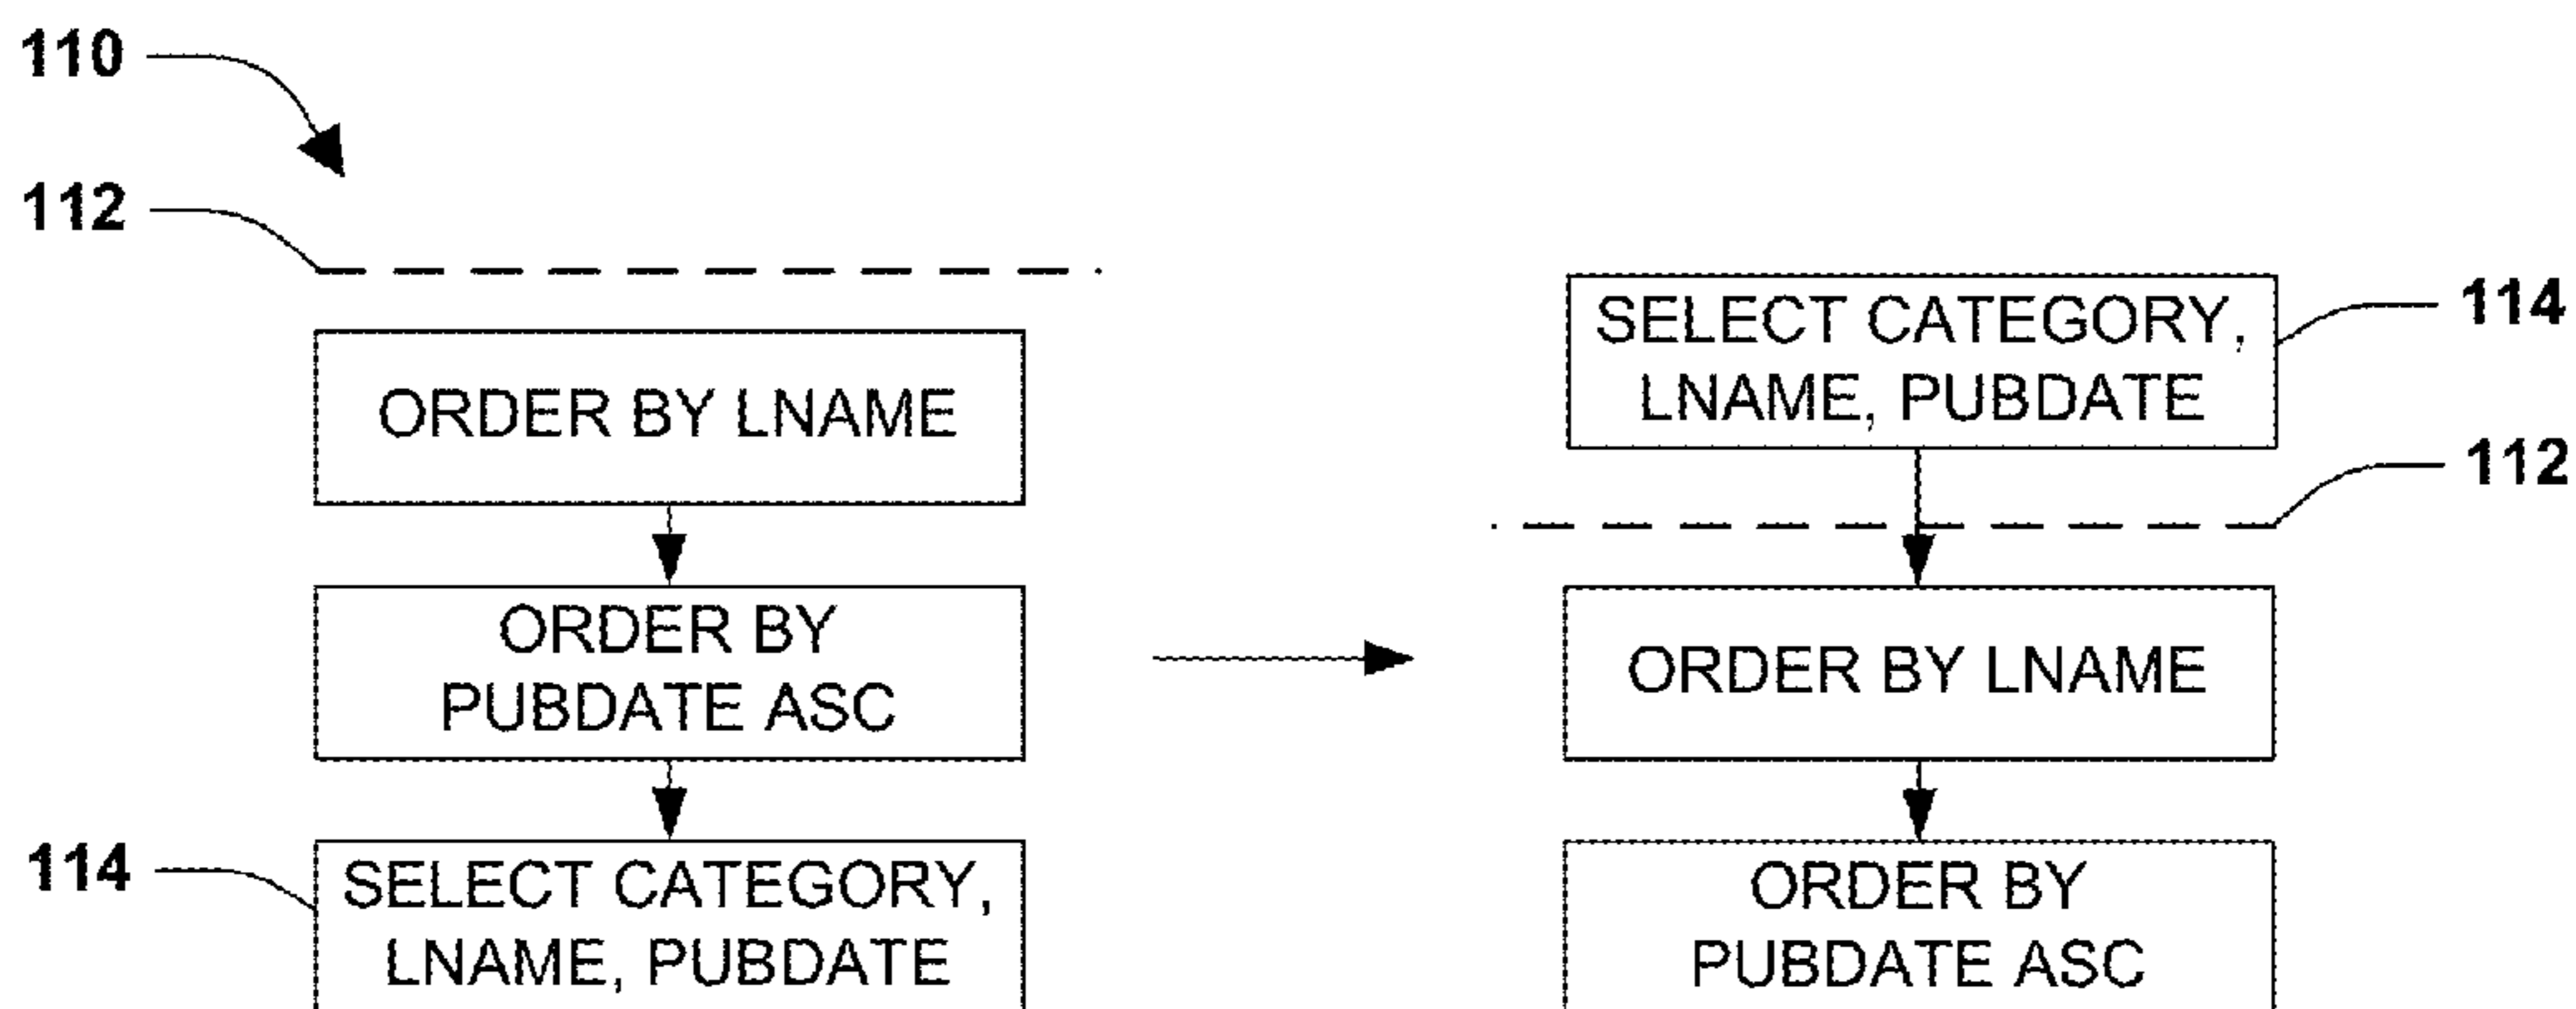 110
112
ORDER BY LNAME
ORDER BY
PUBDATE ASC
114
SELECT CATEGORY,
LNAME, PUBDATE
SELECT CATEGORY,
LNAME, PUBDATE
114
112
ORDER BY LNAME
ORDER BY
PUBDATE ASC